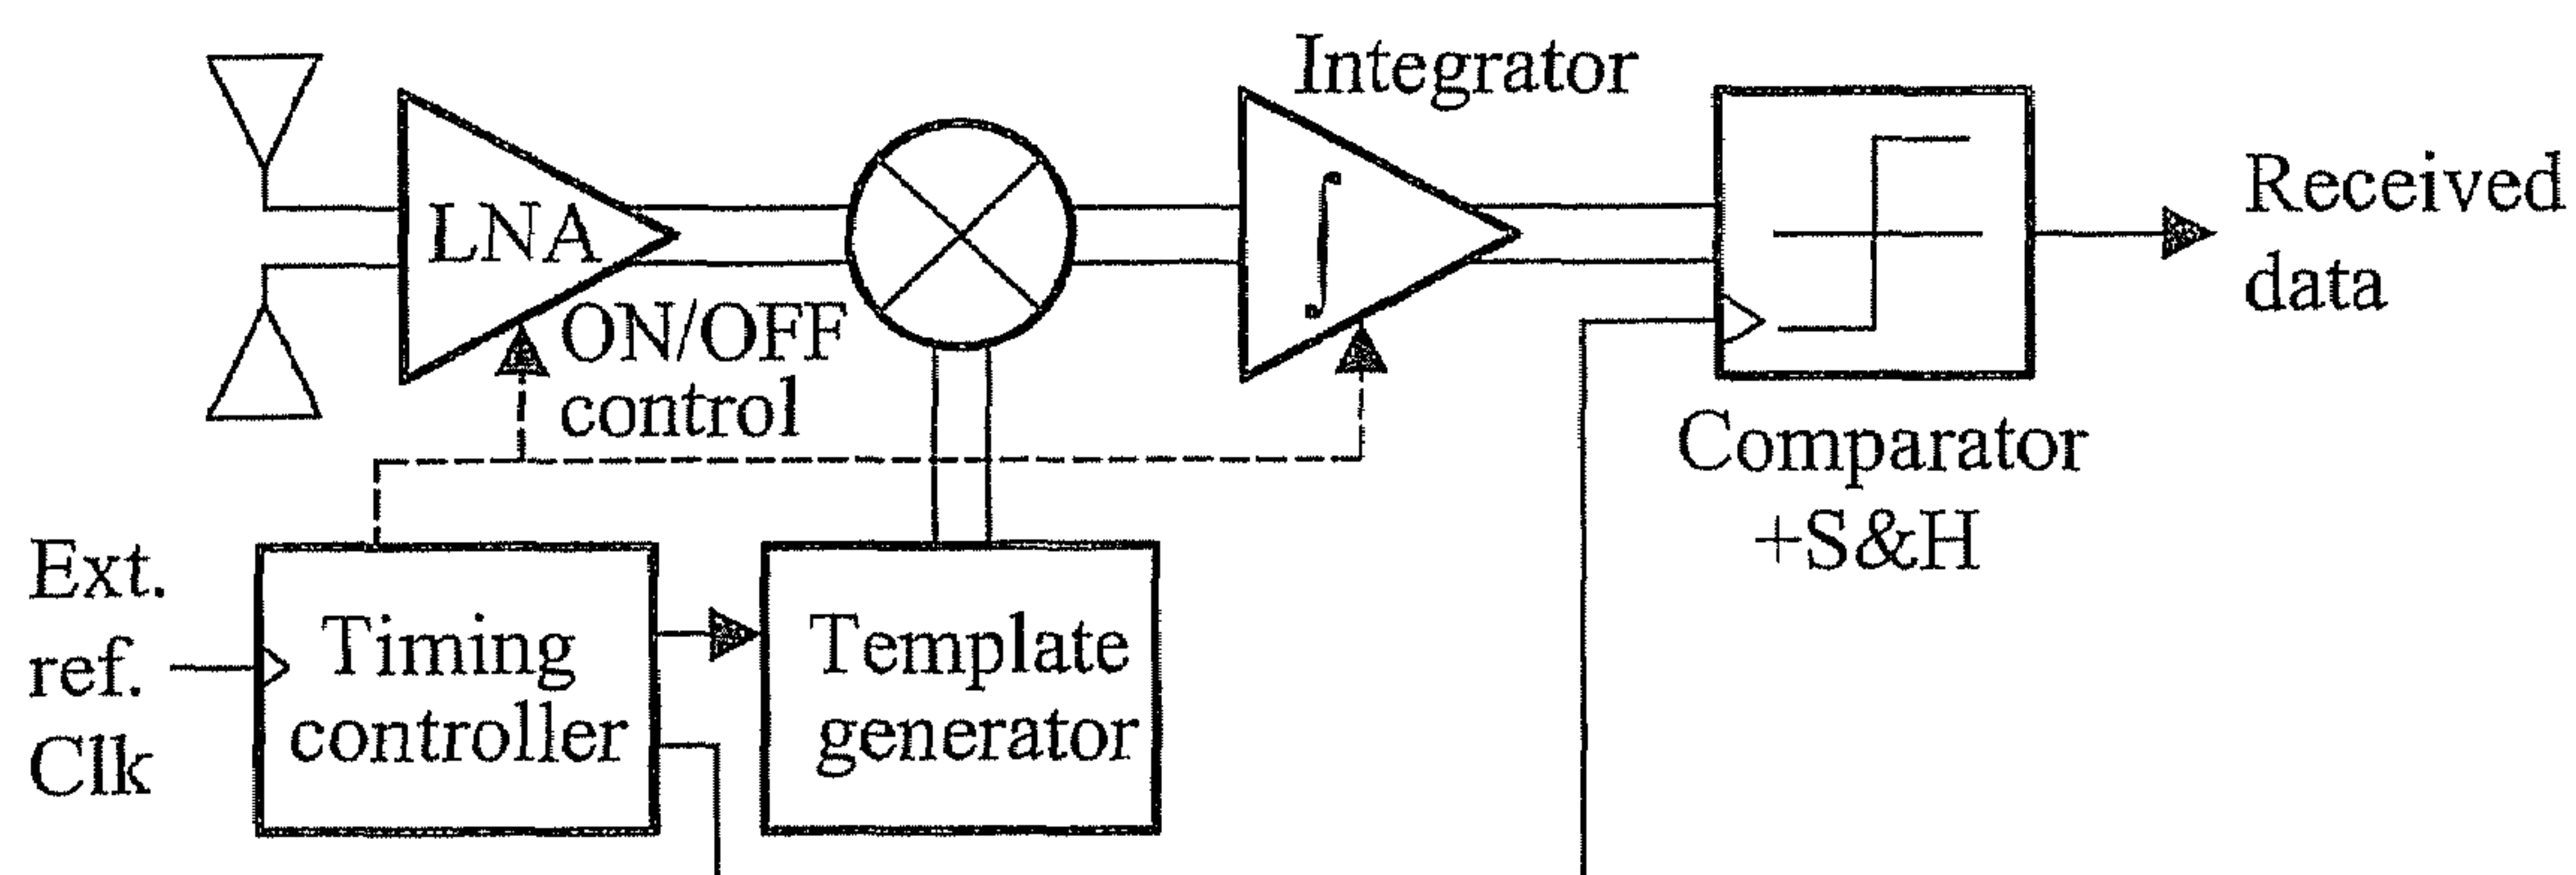 Integrator
LNA
∫
Received
data
ON/OFF
control
Comparator
+S&H
Ext.
ref.
Clk
Timing
controller
Template
generator